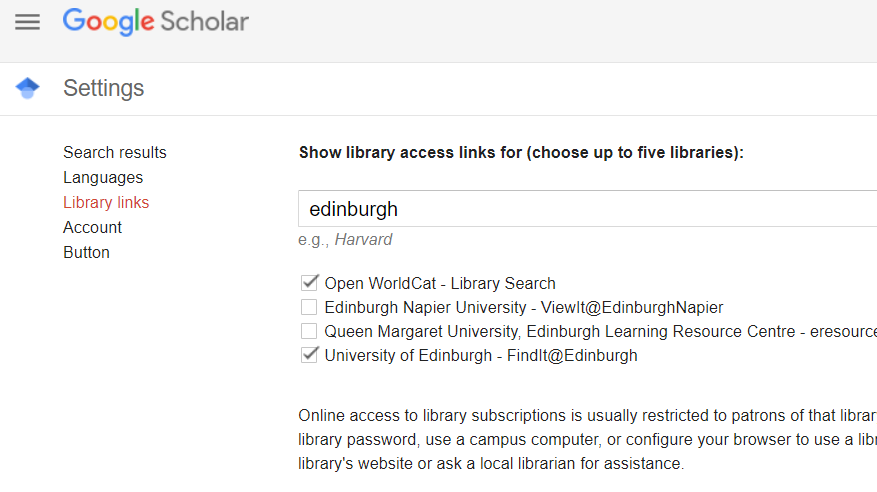 Google Scholar
Settings
Search results
Languages
Library links
Account
Button
Show library access links for (choose up to five libraries):
edinburgh
e.g., Harvard
Open WorldCat - Library Search
Edinburgh Napier University - ViewIt@EdinburghNapier
Queen Margaret University, Edinburgh Learning Resource Centre - eresource
University of Edinburgh - FindIt@Edinburgh
Online access to library subscriptions is usually restricted to patrons of that librar
library password, use a campus computer, or configure your browser to use a libr
library's website or ask a local librarian for assistance.